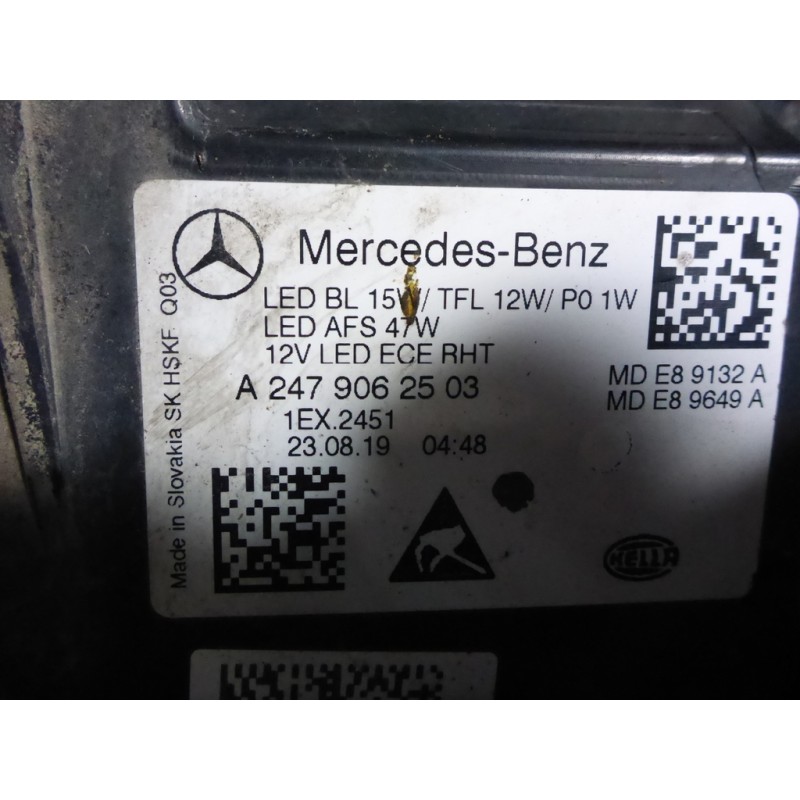 Mercedes-Benz
LED BL 15W/ TFL 12W/ P0 1W
LED AFS 47W
12V LED ECE RHT
A 247 906 25 03
1EX.2451
23.08.19 04:48
MD E8 9132 A
MD E8 9649 A
Made in Slovakia SK HSKF Q03
HELLA